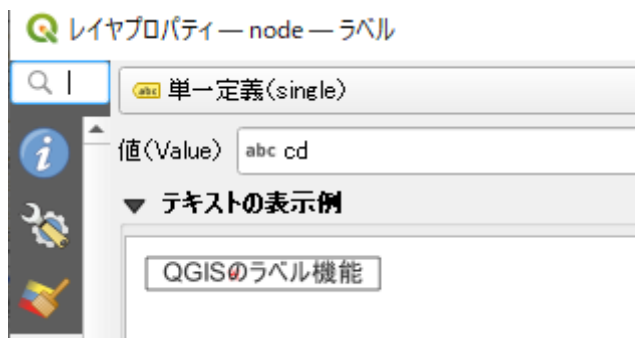 レイヤプロパティ — node — ラベル
abc 単一定義(single)
値(Value) abc cd
▼ テキストの表示例
QGISのラベル機能